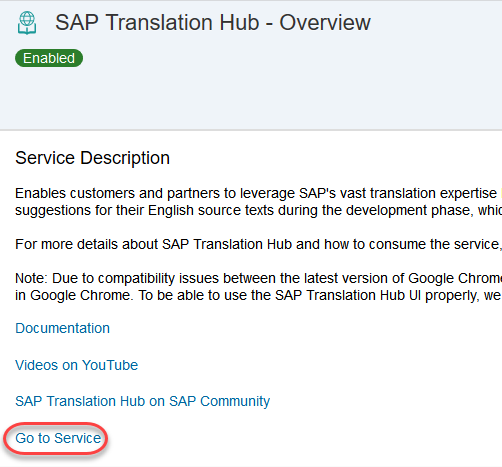 SAP Translation Hub - Overview
Enabled
Service Description
Enables customers and partners to leverage SAP's vast translation expertise
suggestions for their English source texts during the development phase,
For more details about SAP Translation Hub and how to consume the service,
Note: Due to compatibility issues between the latest version of Google
in Google Chrome. To be able to use the SAP Translation Hub UI properly, we
Documentation
Videos on YouTube
SAP Translation Hub on SAP Community
Go to Service